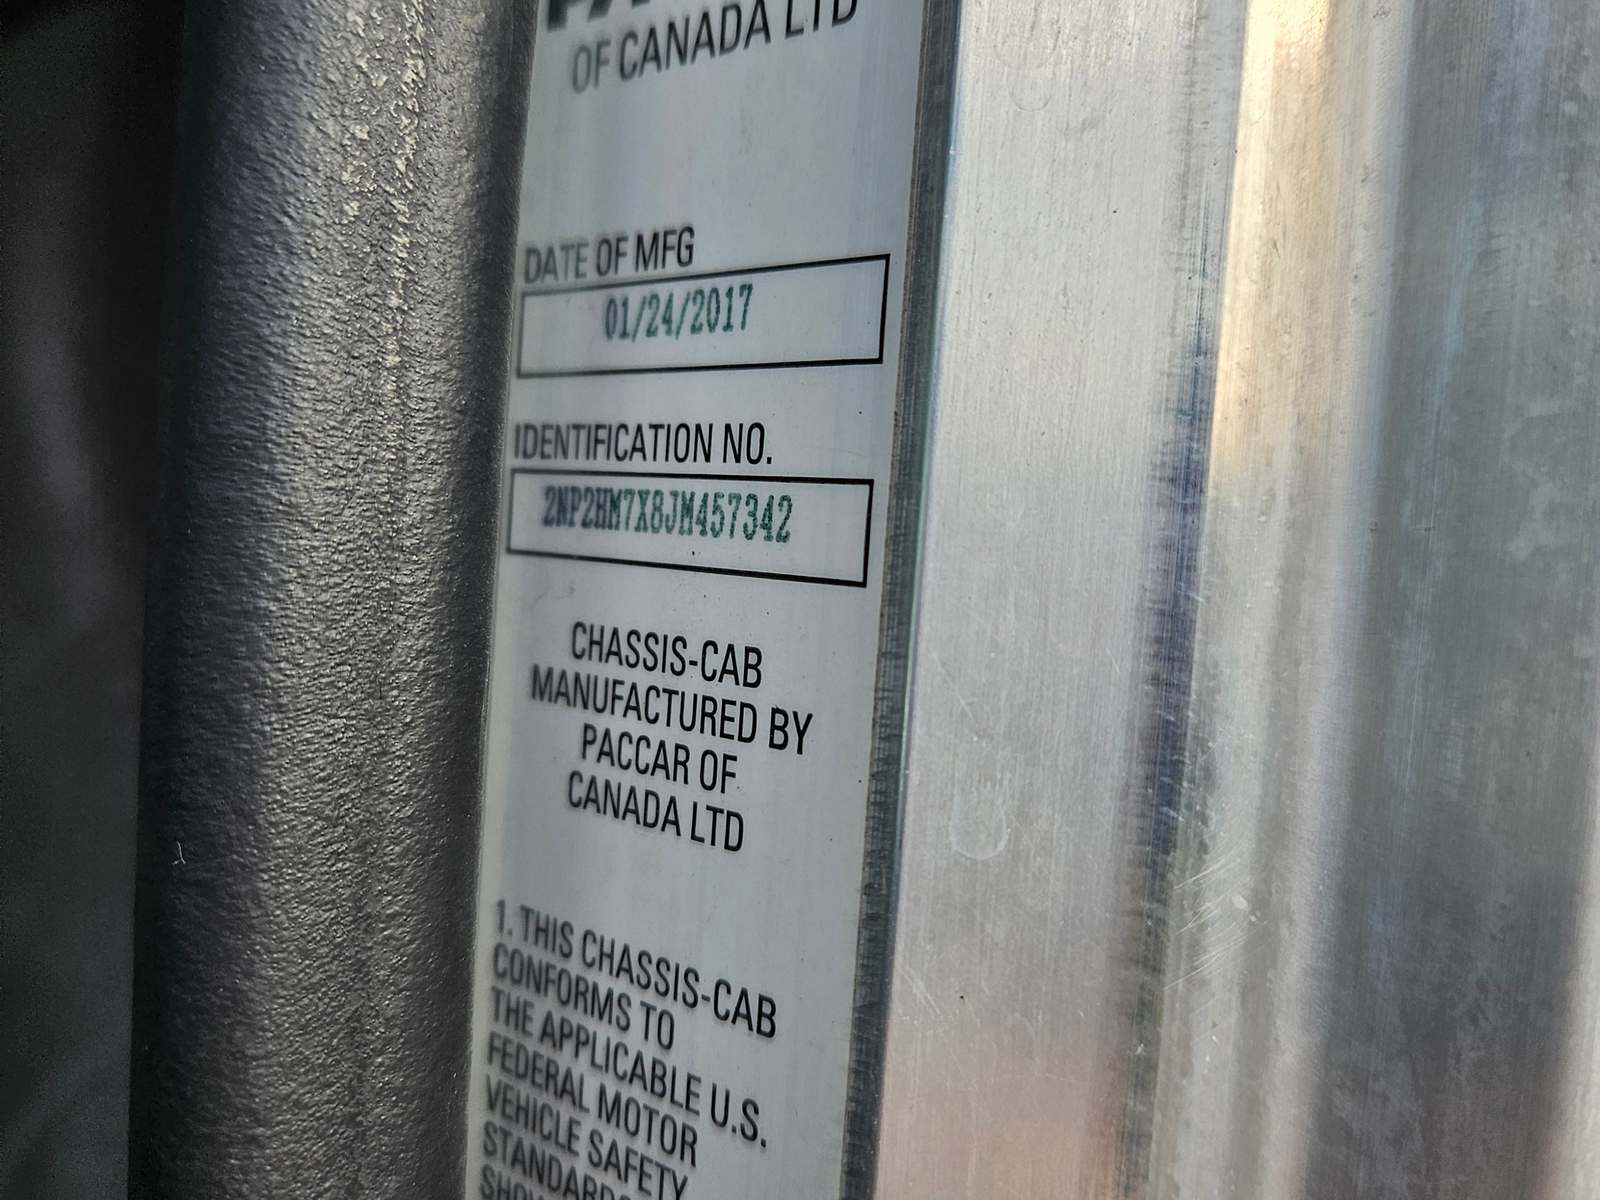 OF CANADA LTD
DATE OF MFG
01/24/2017
IDENTIFICATION NO.
2NP2HM7X8JM457342
CHASSIS-CAB
MANUFACTURED BY
PACCAR OF
CANADA LTD
1. THIS CHASSIS-CAB
CONFORMS TO
THE APPLICABLE U.S.
FEDERAL MOTOR
VEHICLE SAFETY